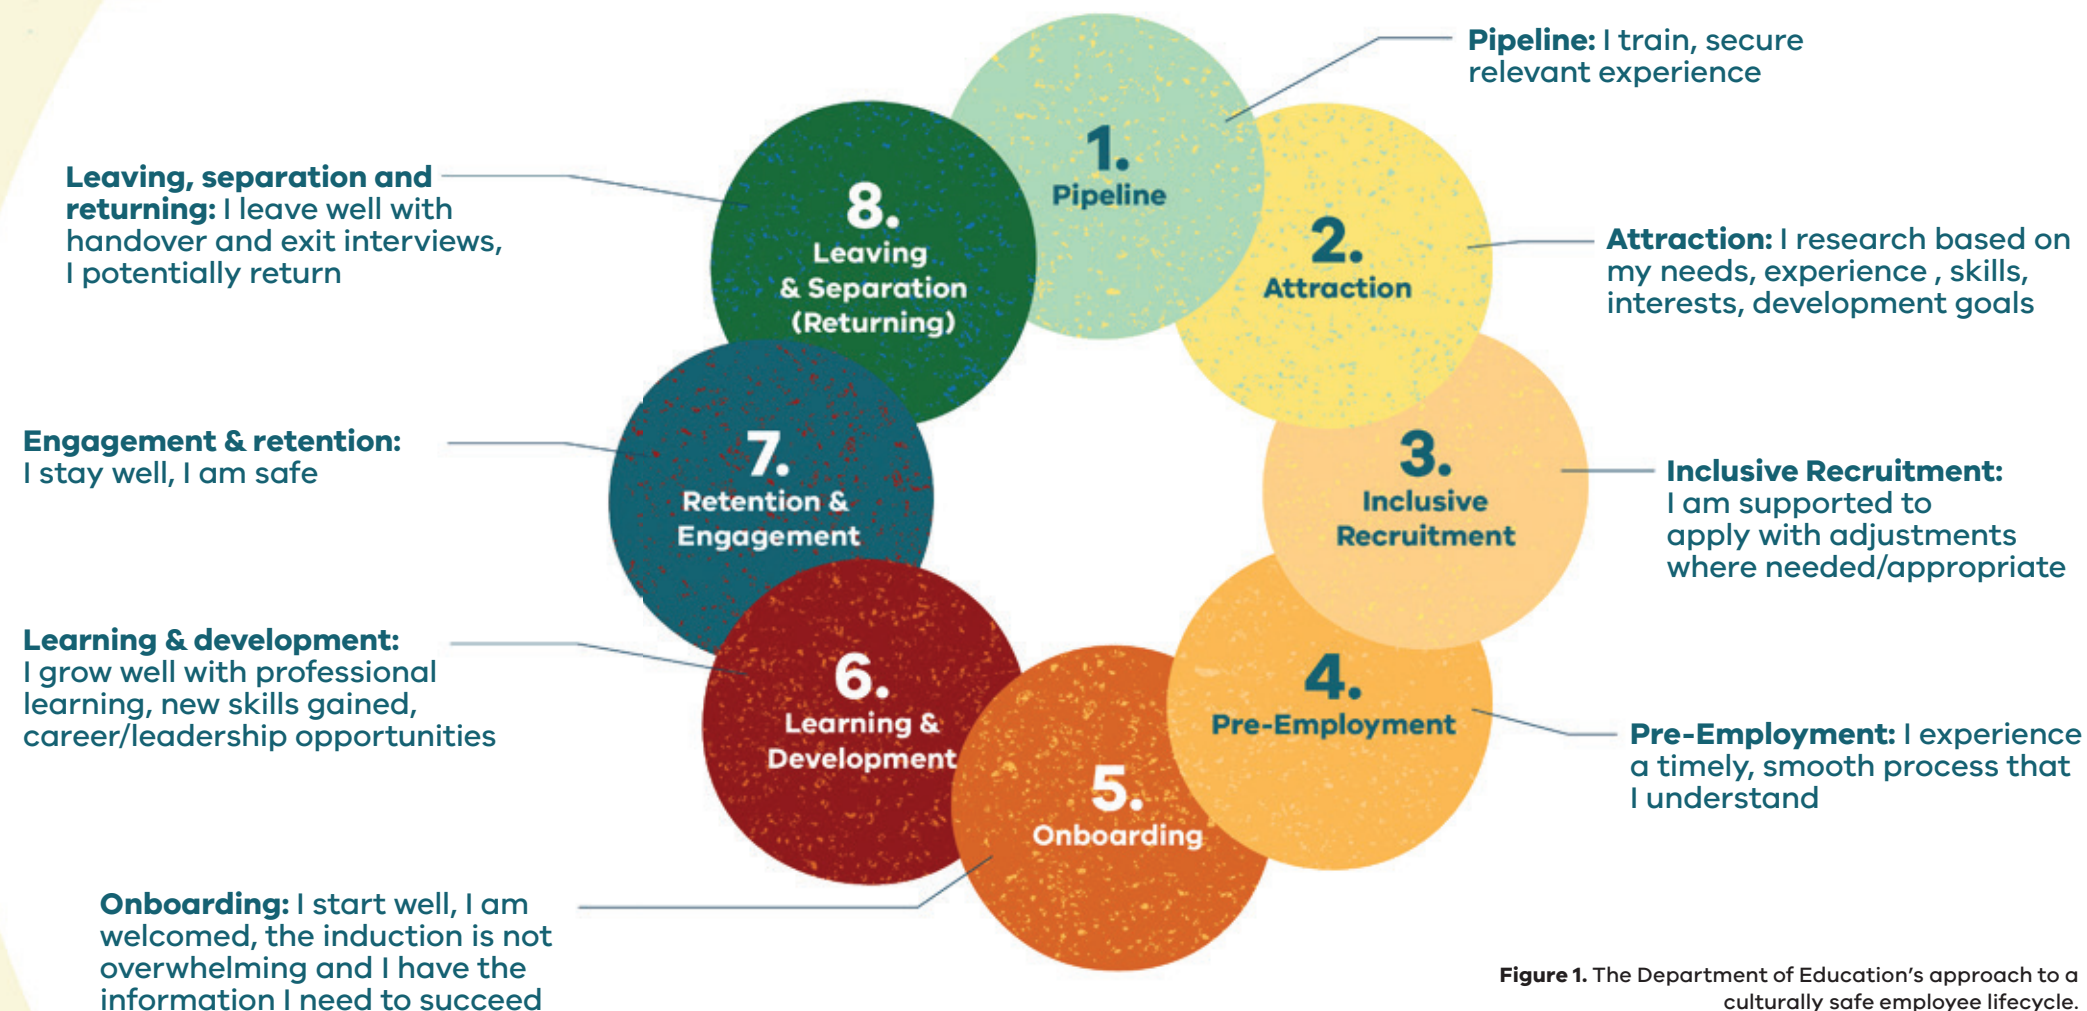 1.
Pipeline
2.
Attraction
3.
Inclusive
Recruitment
4.
Pre-Employment
5.
Onboarding
6.
Learning &
Development
7.
Retention &
Engagement
8.
Leaving
& Separation
(Returning)
Pipeline: I train, secure
relevant experience
Attraction: I research based on
my needs, experience , skills,
interests, development goals
Inclusive Recruitment:
I am supported to
apply with adjustments
where needed/appropriate
Pre-Employment: I experience
a timely, smooth process that
I understand
Onboarding: I start well, I am
welcomed, the induction is not
overwhelming and I have the
information I need to succeed
Learning & development:
I grow well with professional
learning, new skills gained,
career/leadership opportunities
Engagement & retention:
I stay well, I am safe
Leaving, separation and
returning: I leave well with
handover and exit interviews,
I potentially return
Figure 1. The Department of Education's approach to a
culturally safe employee lifecycle.